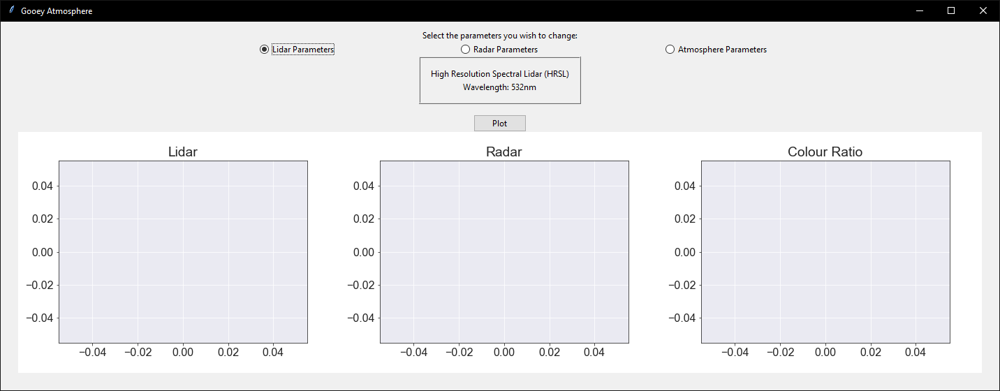 Gooey Atmosphere
Select the parameters you wish to change:
Lidar Parameters Radar Parameters Atmosphere Parameters
High Resolution Spectral Lidar (HRSL)
Wavelength: 532nm
Plot
Lidar
0.04
0.02
0.00
−0.02
−0.04
−0.04 −0.02 0.00 0.02 0.04
Radar
0.04
0.02
0.00
−0.02
−0.04
−0.04 −0.02 0.00 0.02 0.04
Colour Ratio
0.04
0.02
0.00
−0.02
−0.04
−0.04 −0.02 0.00 0.02 0.04